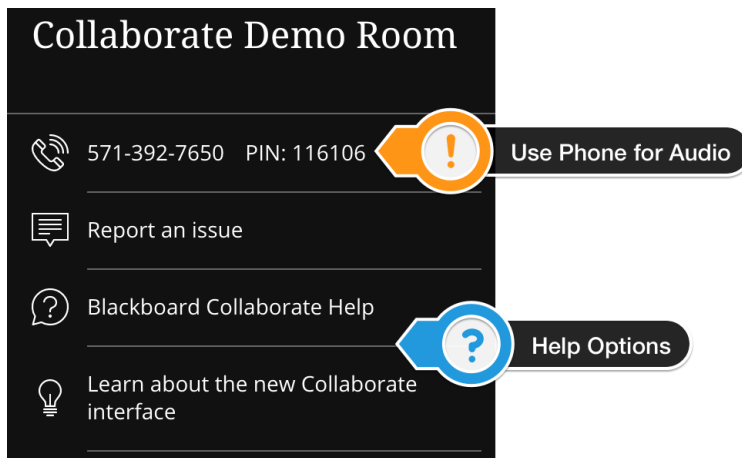 Collaborate Demo Room
571-392-7650 PIN: 116106
Use Phone for Audio
Report an issue
Blackboard Collaborate Help
Help Options
Learn about the new Collaborate
interface